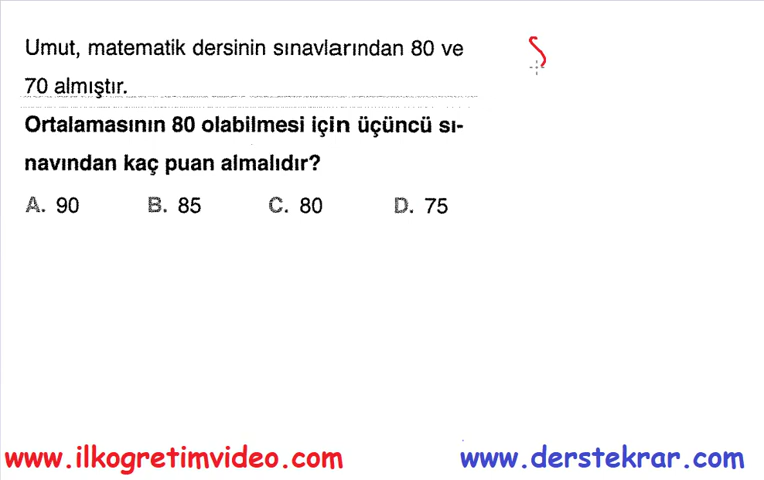 Umut, matematik dersinin sınavlarından 80 ve
70 almıştır.
Ortalamasının 80 olabilmesi için üçüncü sı-
navından kaç puan almalıdır?
A. 90 B. 85 C. 80 D. 75
www.ilkogretimvideo.com www.derstekrar.com